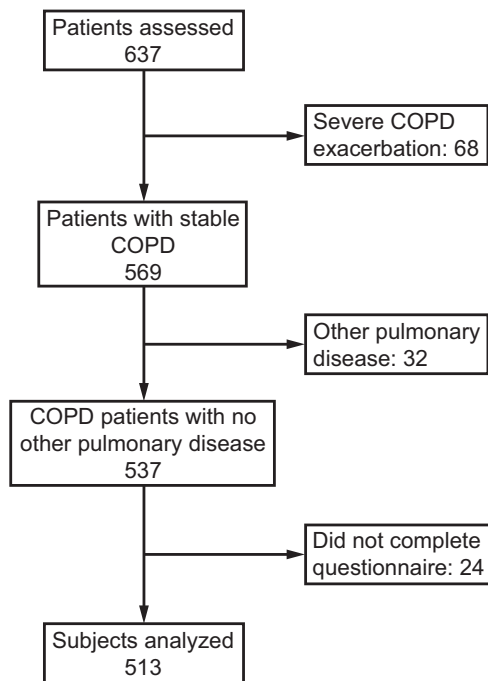 Patients assessed
637
Severe COPD
exacerbation: 68
Patients with stable
COPD
569
Other pulmonary
disease: 32
COPD patients with no
other pulmonary disease
537
Did not complete
questionnaire: 24
Subjects analyzed
513